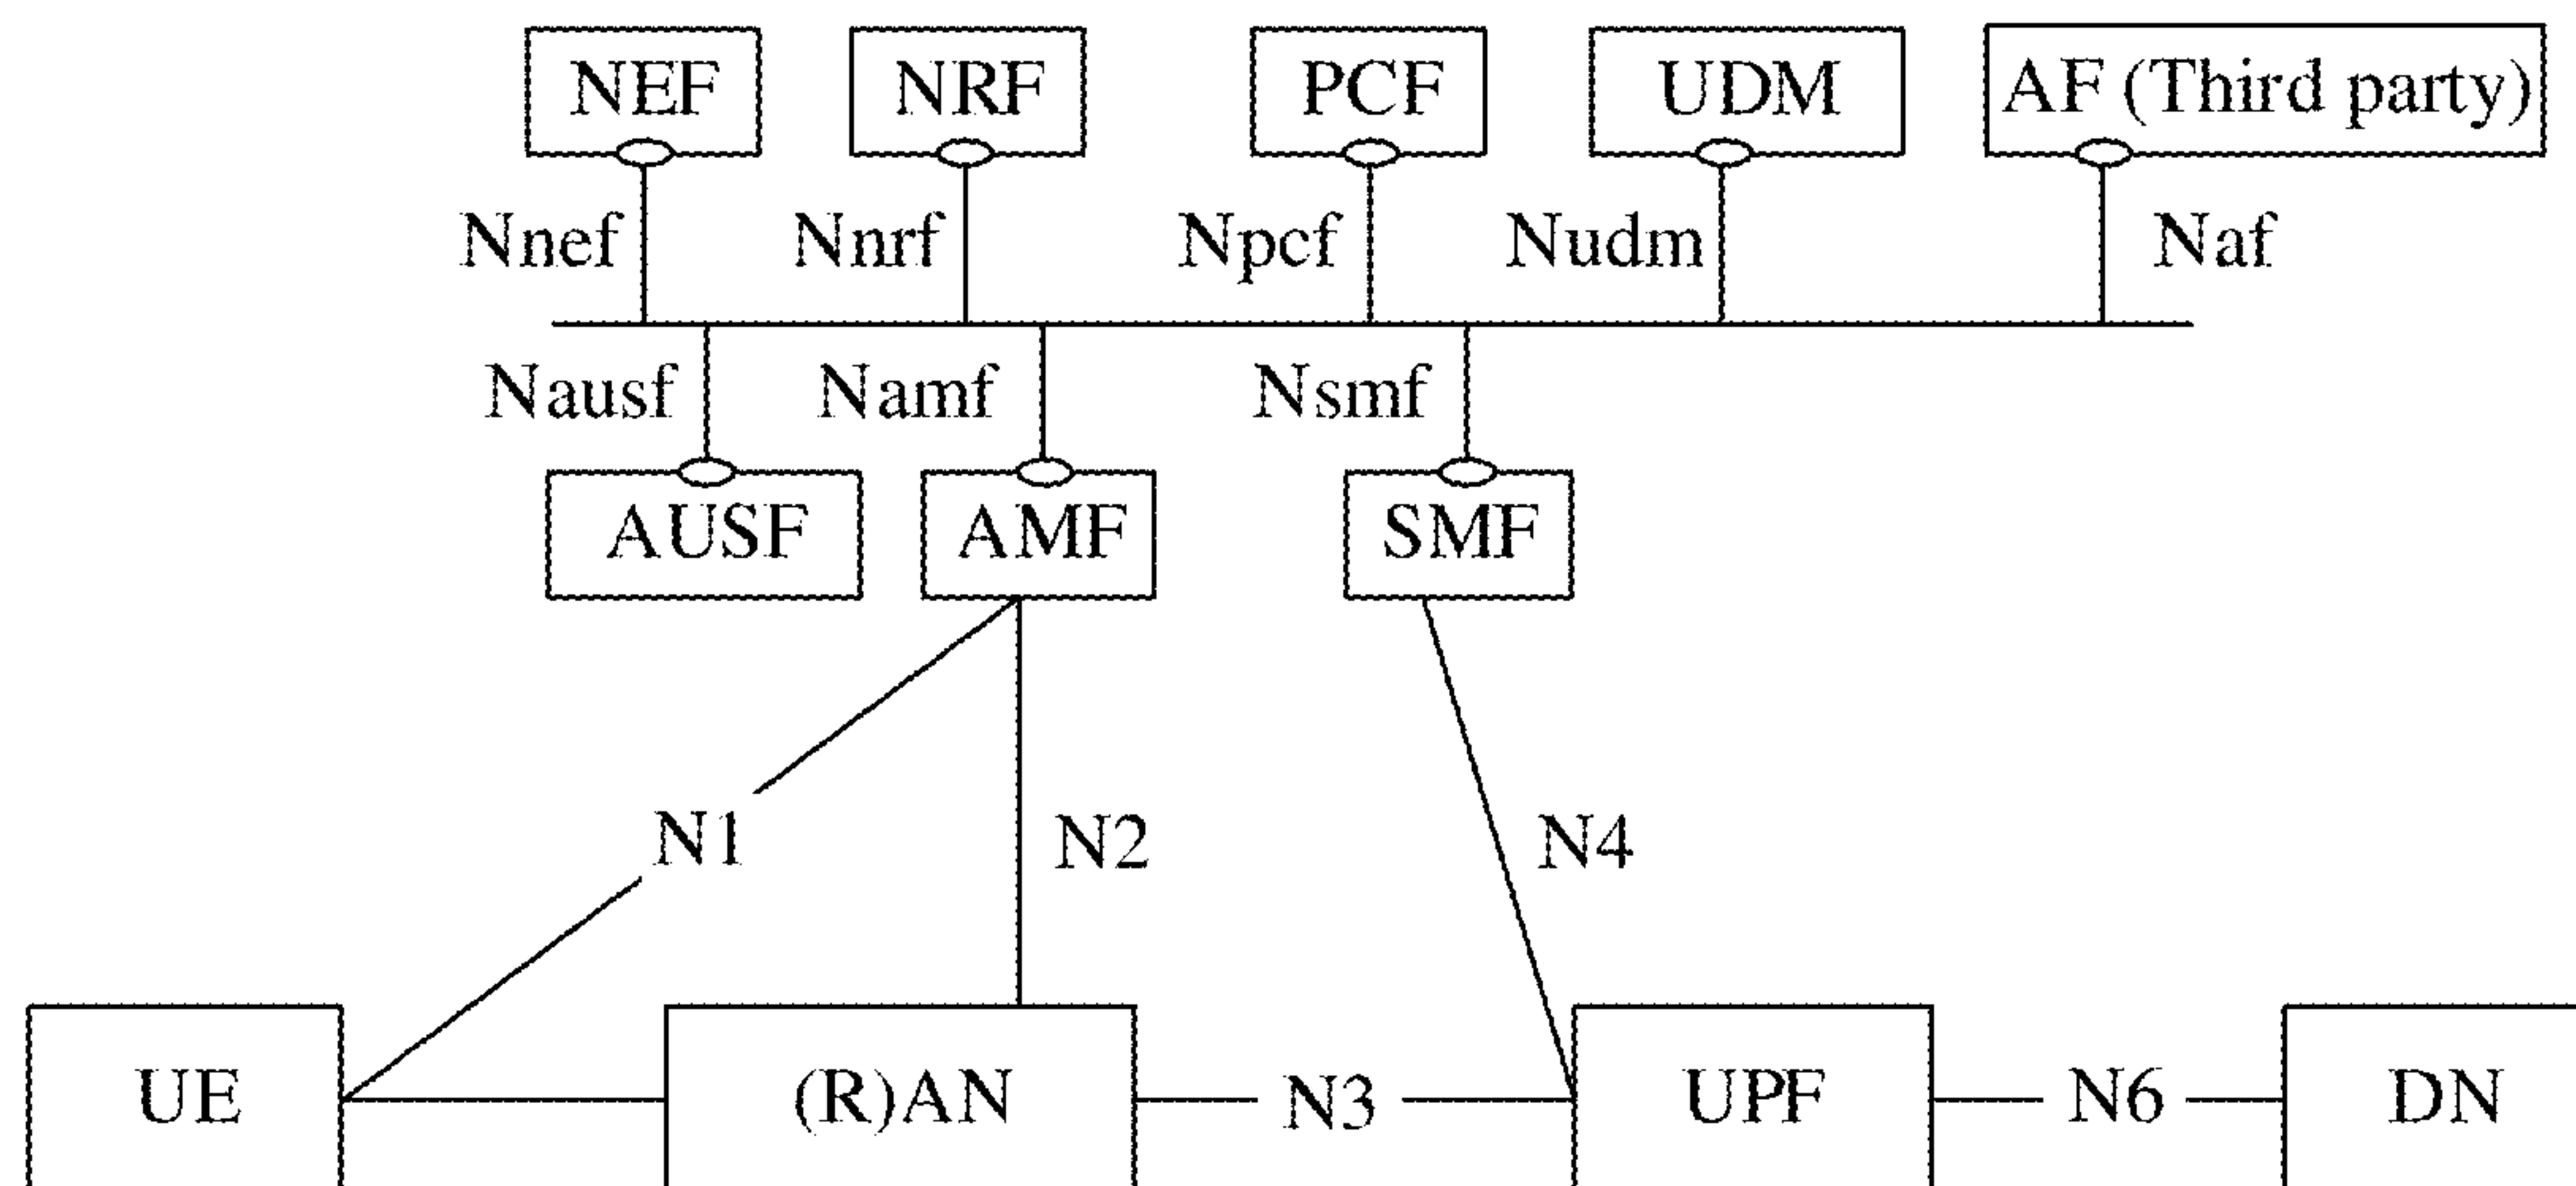 NEF NRF PCF UDM AF (Third party)
Nnef Nnrf Npcf Nudm Naf
Nausf Namf Nsmf
AUSF AMF SMF
N1 N2 N4
UE (R)AN N3 UPF N6 DN